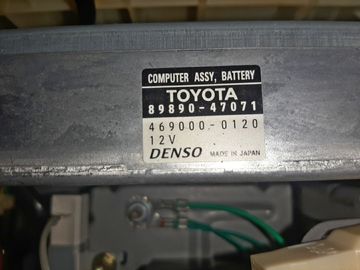 COMPUTER ASSY, BATTERY
TOYOTA
89890-47071
469000-0120
12V
DENSO MADE IN JAPAN